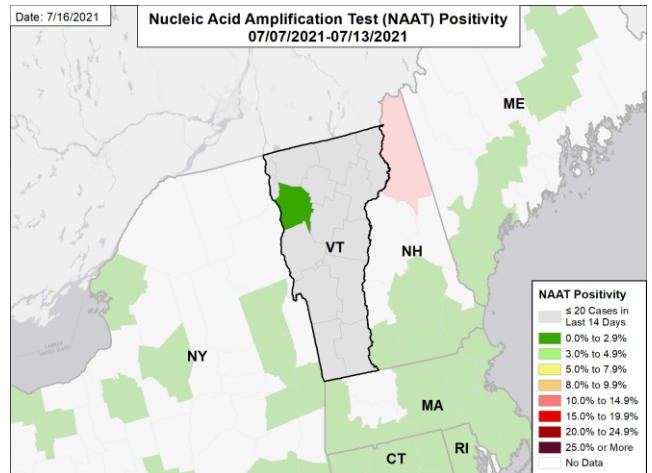 Date: 7/16/2021
Nucleic Acid Amplification Test (NAAT) Positivity
07/07/2021-07/13/2021
ME
VT
NH
NY
MA
CT
RI
CANADA
UNITED STATES
NAAT Positivity
≤ 20 Cases in
Last 14 Days
0.0% to 2.9%
3.0% to 4.9%
5.0% to 7.9%
8.0% to 9.9%
10.0% to 14.9%
15.0% to 19.9%
20.0% to 24.9%
25.0% or More
No Data